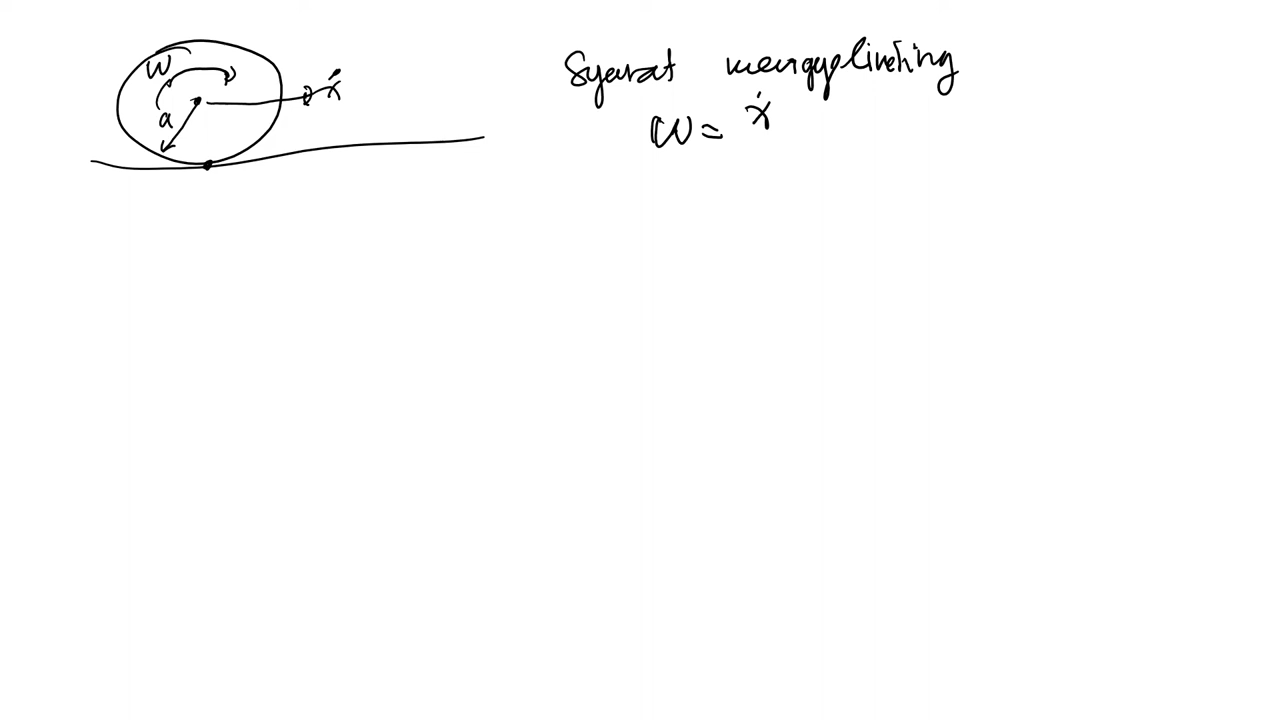 ω
ẋ
a
Syarat menggelinding
ω = ẋ